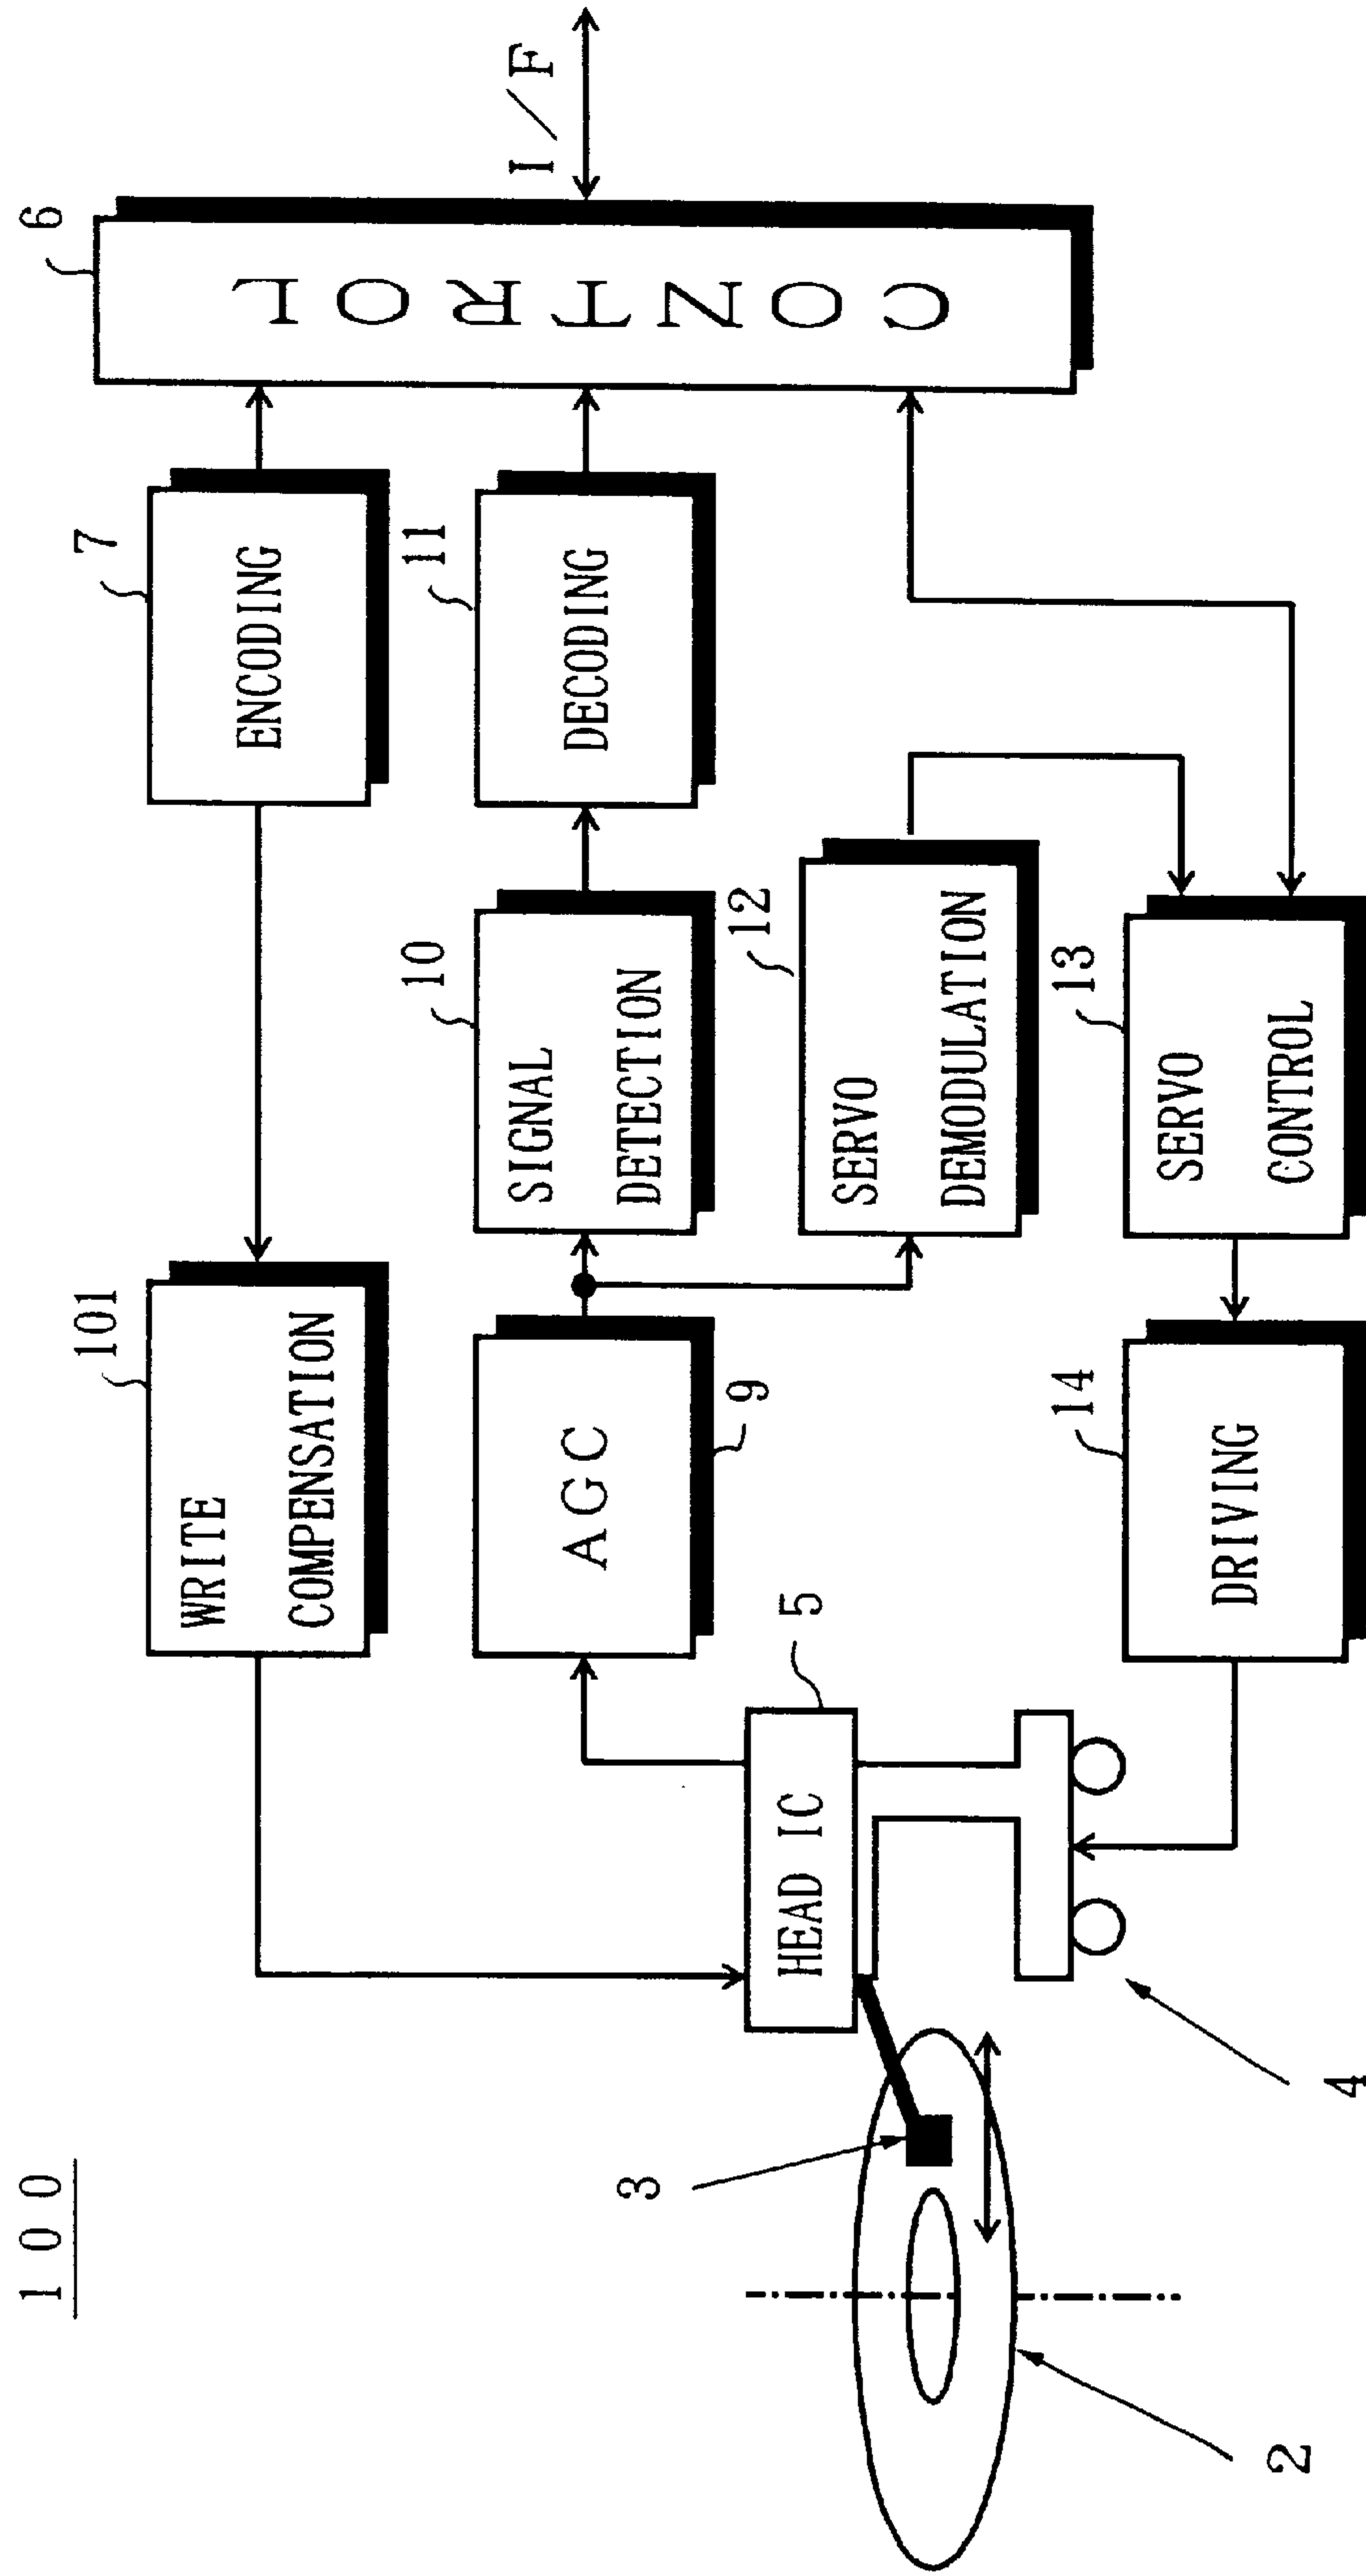 100
101
WRITE
COMPENSATION
7
ENCODING
6
CONTROL
I/F
AGC
9
10
SIGNAL
DETECTION
11
DECODING
3
HEAD IC
5
12
SERVO
DEMODULATION
2
4
14
DRIVING
13
SERVO
CONTROL